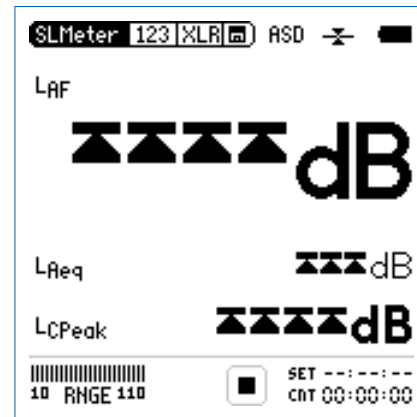 SLMeter 123 XLR ASD
LAF
dB
LAeq dB
LCPeak dB
SET --:--:--
10 RNGE 110 CNT 00:00:00